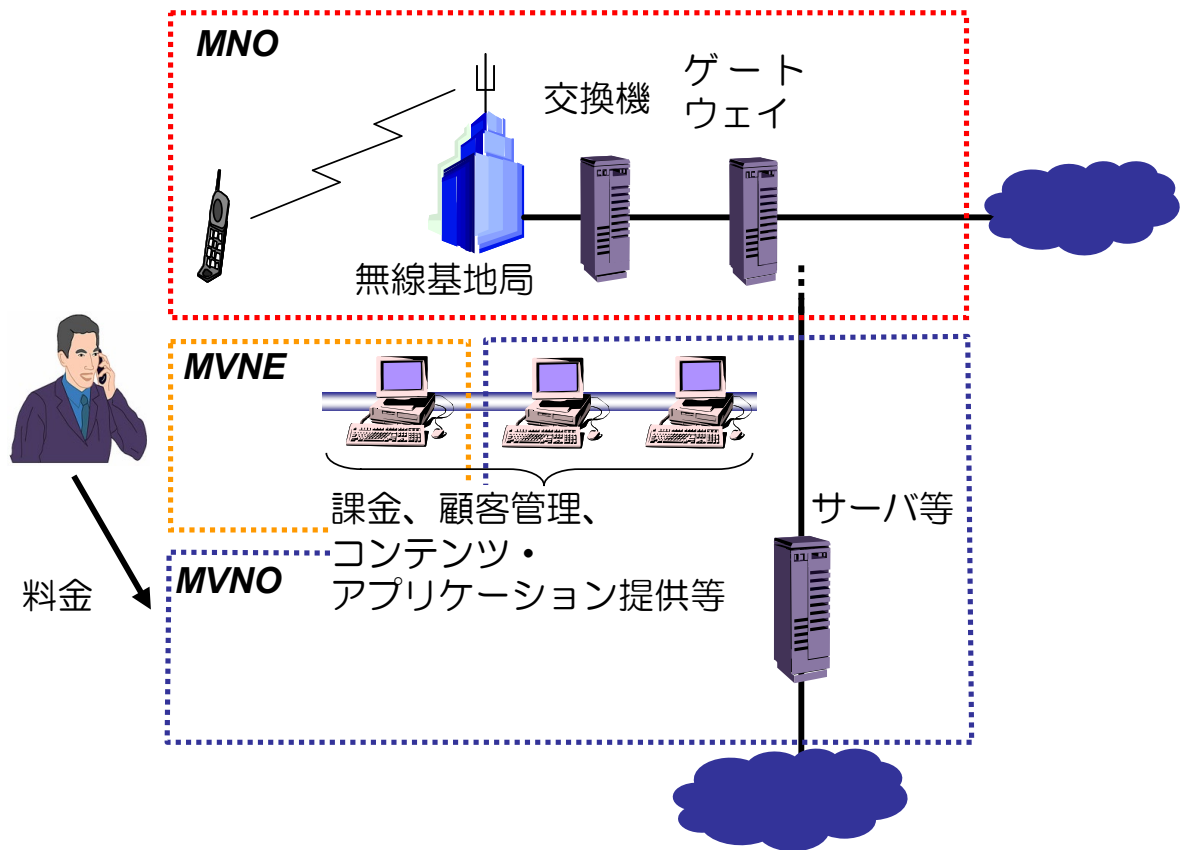 MNO
交換機
ゲート
ウェイ
無線基地局
MVNE
課金、顧客管理、
コンテンツ・
アプリケーション提供等
サーバ等
MVNO
料金